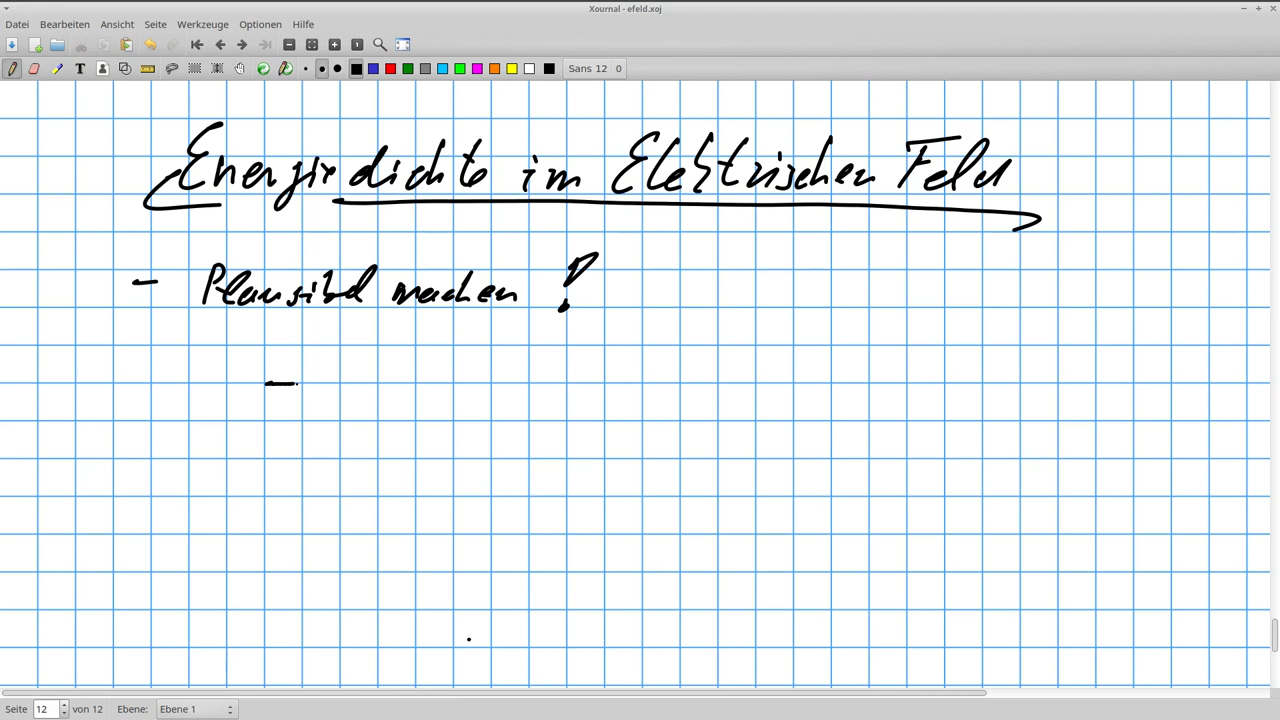 Xournal - efeld.xoj
Datei Bearbeiten Ansicht Seite Werkzeuge Optionen Hilfe
Sans 12 0
Energiedichte im Elektrischen Feld
- Plausibel machen !
-
Seite 12 von 12 Ebene: Ebene 1